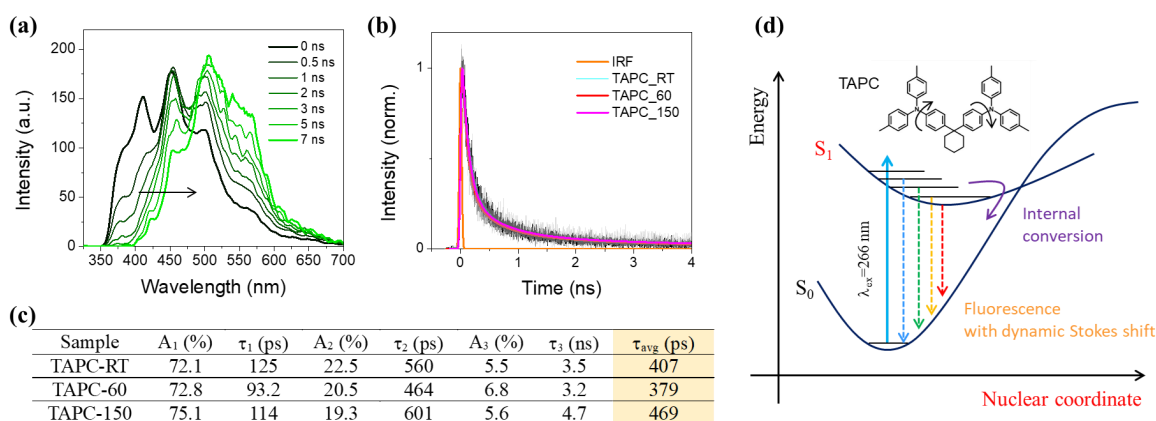 (a)
200
150
100
50
0
Intensity (a.u.)
400
500
600
700
Wavelength (nm)
0 ns
0.5 ns
1 ns
2 ns
3 ns
5 ns
7 ns
(b)
1
0
Intensity (norm.)
0
1
2
3
4
Time (ns)
IRF
TAPC_RT
TAPC_60
TAPC_150
(c)
Sample A₁ (%) τ₁ (ps) A₂ (%) τ₂ (ps) A₃ (%) τ₃ (ns) τavg (ps)
TAPC-RT 72.1 125 22.5 560 5.5 3.5 407
TAPC-60 72.8 93.2 20.5 464 6.8 3.2 379
TAPC-150 75.1 114 19.3 601 5.6 4.7 469
(d)
Energy
TAPC
N
N
S₁
S₀
λex=266 nm
Internal
conversion
Fluorescence
with dynamic Stokes shift
Nuclear coordinate